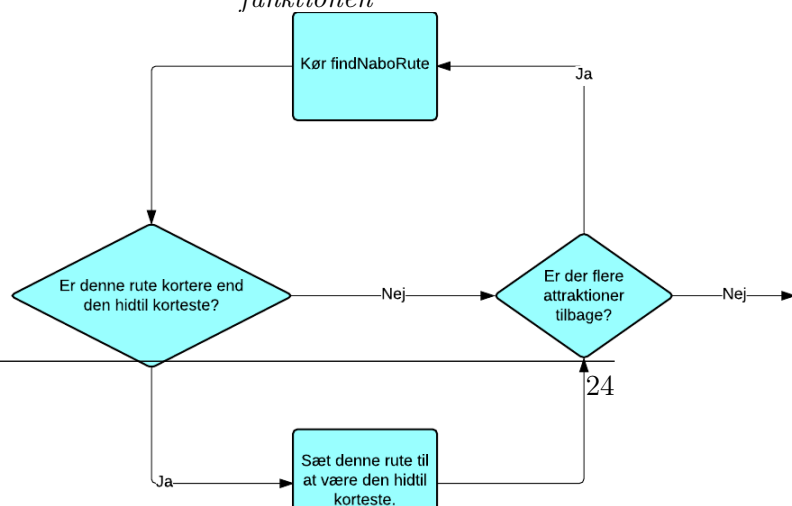 funktionen
Kør findNaboRute
Ja
Er denne rute kortere end
den hidtil korteste?
Nej
Er der flere
attraktioner
tilbage?
Nej
24
Ja
Sæt denne rute til
at være den hidtil
korteste.